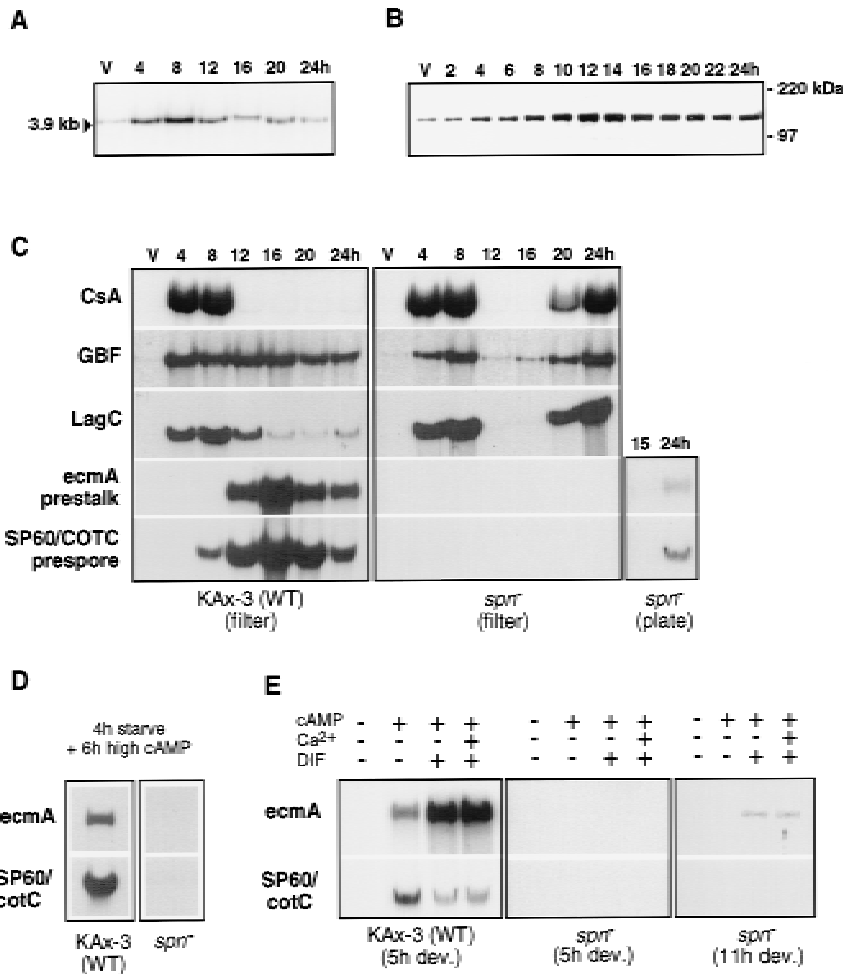 A
V 4 8 12 16 20 24h
3.9 kb
B
V 2 4 6 8 10 12 14 16 18 20 22 24h
- 220 kDa
- 97
C
V 4 8 12 16 20 24h
V 4 8 12 16 20 24h
CsA
GBF
LagC
15 24h
ecmA
prestalk
SP60/COTC
prespore
KAx-3 (WT)
(filter)
spn-
(filter)
spn-
(plate)
D
4h starve
+ 6h high cAMP
ecmA
SP60/
cotC
KAx-3
(WT)
spn-
E
cAMP - + + + - + + + - + + +
Ca2+ - - - + - - - + - - - +
DIF - - + + - - + + - - + +
ecmA
SP60/
cotC
KAx-3 (WT)
(5h dev.)
spn-
(5h dev.)
spn-
(11h dev.)